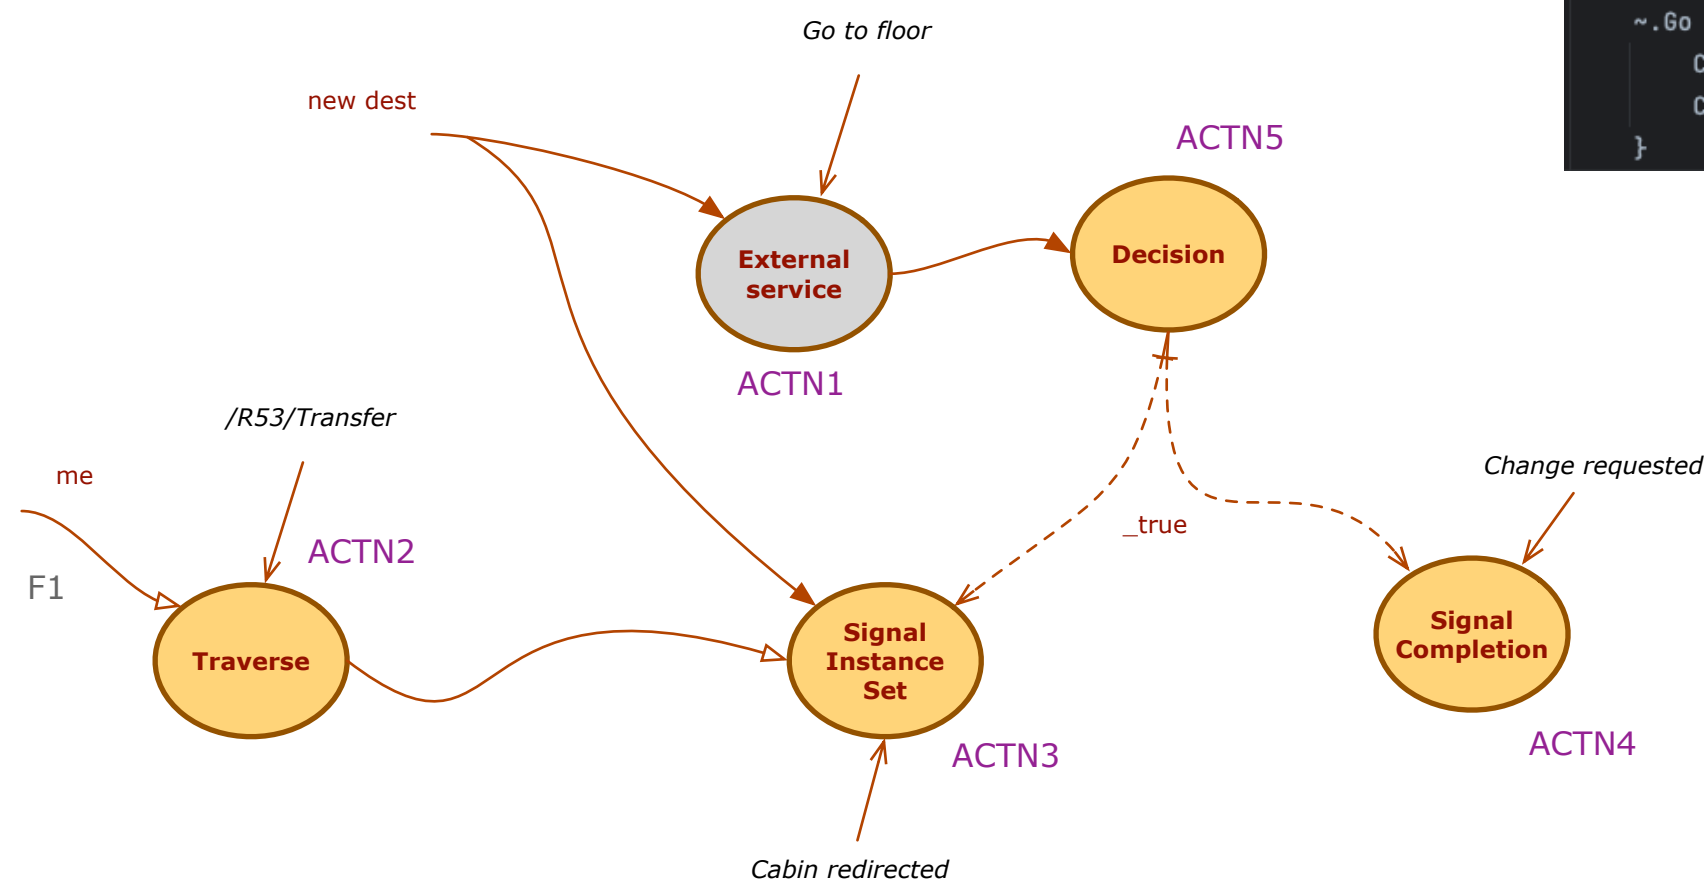 Go to floor
~.Go
}
new dest
ACTN5
External
service
Decision
ACTN1
/R53/Transfer
me
ACTN2
F1
Change requested
_true
Traverse
Signal
Instance
Set
Signal
Completion
ACTN3
ACTN4
Cabin redirected